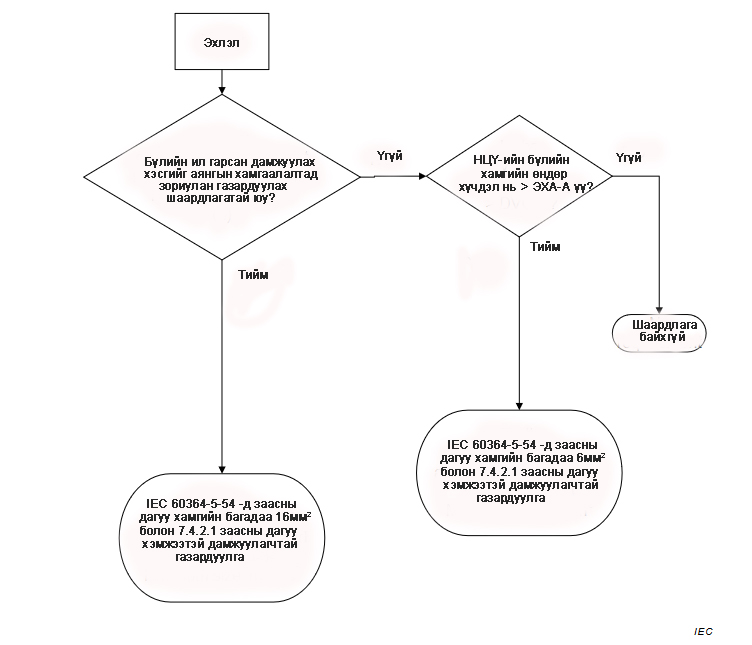 Эхлэл
Бүлийн ил гарсан дамжуулах
хэсгийг аянгын хамгаалалтад
зориулан газардуулах
шаардлагатай юу?
Үгүй
НЦҮ-ийн бүлийн
хамгийн өндөр
хүчдэл нь > ЭХА-А үү?
Үгүй
Тийм
Тийм
Шаардлага
байхгүй
IEC 60364-5-54 -д заасны
дагуу хамгийн багадаа 6мм²
болон 7.4.2.1 заасны дагуу
хэмжээтэй дамжуулагчтай
газардуулга
IEC 60364-5-54 -д заасны
дагуу хамгийн багадаа 16мм²
болон 7.4.2.1 заасны дагуу
хэмжээтэй дамжуулагчтай
газардуулга
IEC